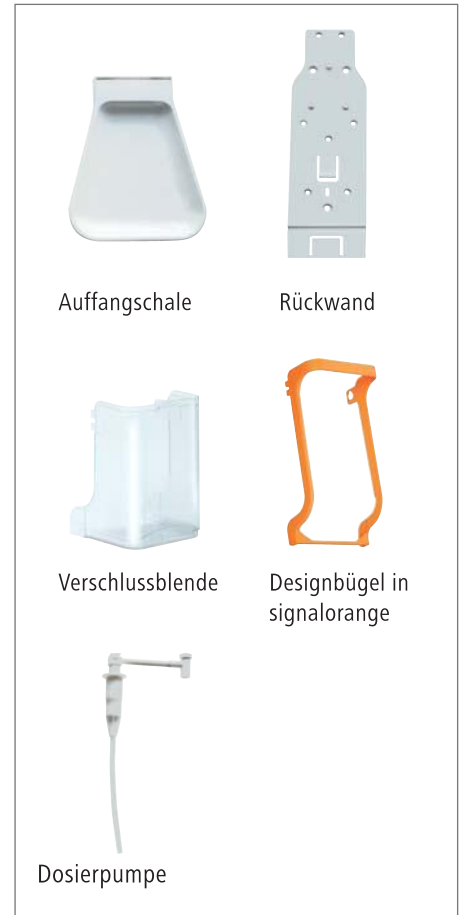 Auffangschale
Rückwand
Verschlussblende
Designbügel in
signalorange
Dosierpumpe